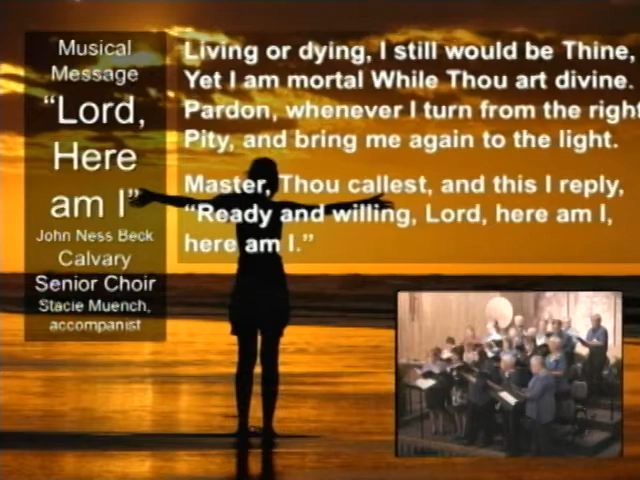 Musical
Message
“Lord,
Here
am I”
John Ness Beck
Calvary
Senior Choir
Stacie Muench,
accompanist
Living or dying, I still would be Thine,
Yet I am mortal While Thou art divine.
Pardon, whenever I turn from the right
Pity, and bring me again to the light.
Master, Thou callest, and this I reply,
“Ready and willing, Lord, here am I,
here am I.”